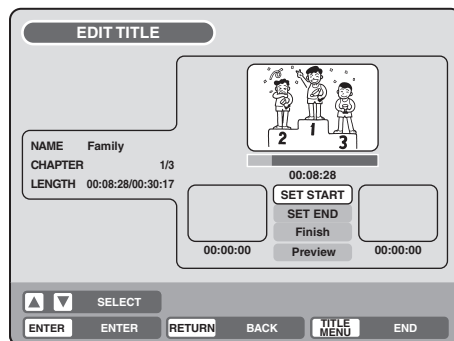 EDIT TITLE
2 1 3
NAME Family
CHAPTER 1/3
LENGTH 00:08:28/00:30:17
00:08:28
SET START
SET END
Finish
Preview
00:00:00
00:00:00
SELECT
ENTER ENTER RETURN BACK TITLE MENU END